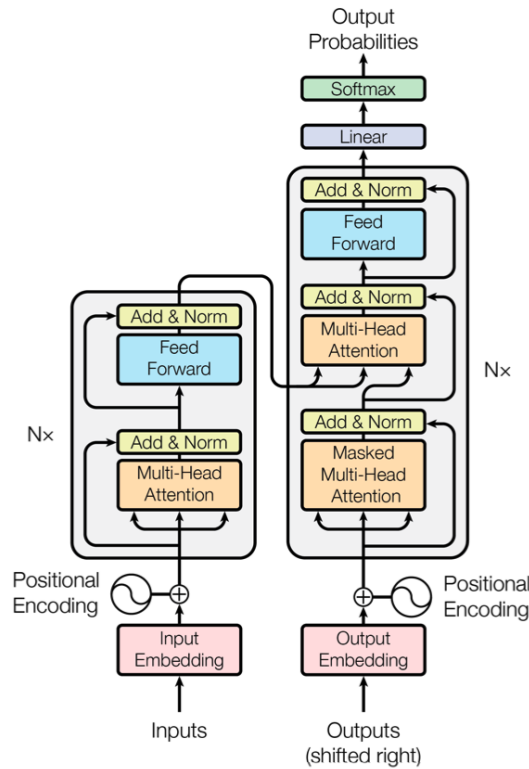 Output
Probabilities
Softmax
Linear
Add & Norm
Feed
Forward
Add & Norm
Multi-Head
Attention
Add & Norm
Masked
Multi-Head
Attention
N×
Add & Norm
Feed
Forward
Add & Norm
Multi-Head
Attention
N×
Positional
Encoding
Positional
Encoding
Input
Embedding
Output
Embedding
Inputs
Outputs
(shifted right)